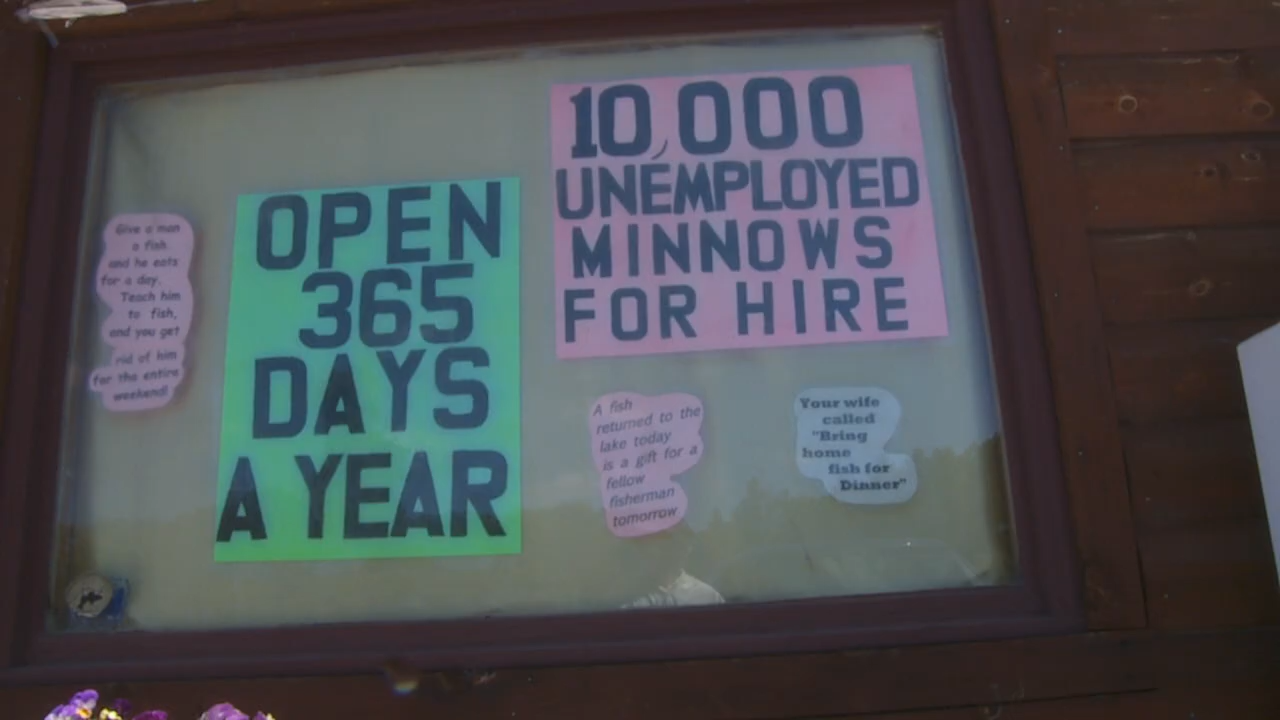 Give a man
a fish
and he eats
for a day.
Teach him
to fish,
and you get
rid of him
for the entire
weekend!
OPEN
365
DAYS
A YEAR
10,000
UNEMPLOYED
MINNOWS
FOR HIRE
A fish
returned to the
lake today
is a gift for a
fellow
fisherman
tomorrow
Your wife
called
"Bring
home
fish for
Dinner"